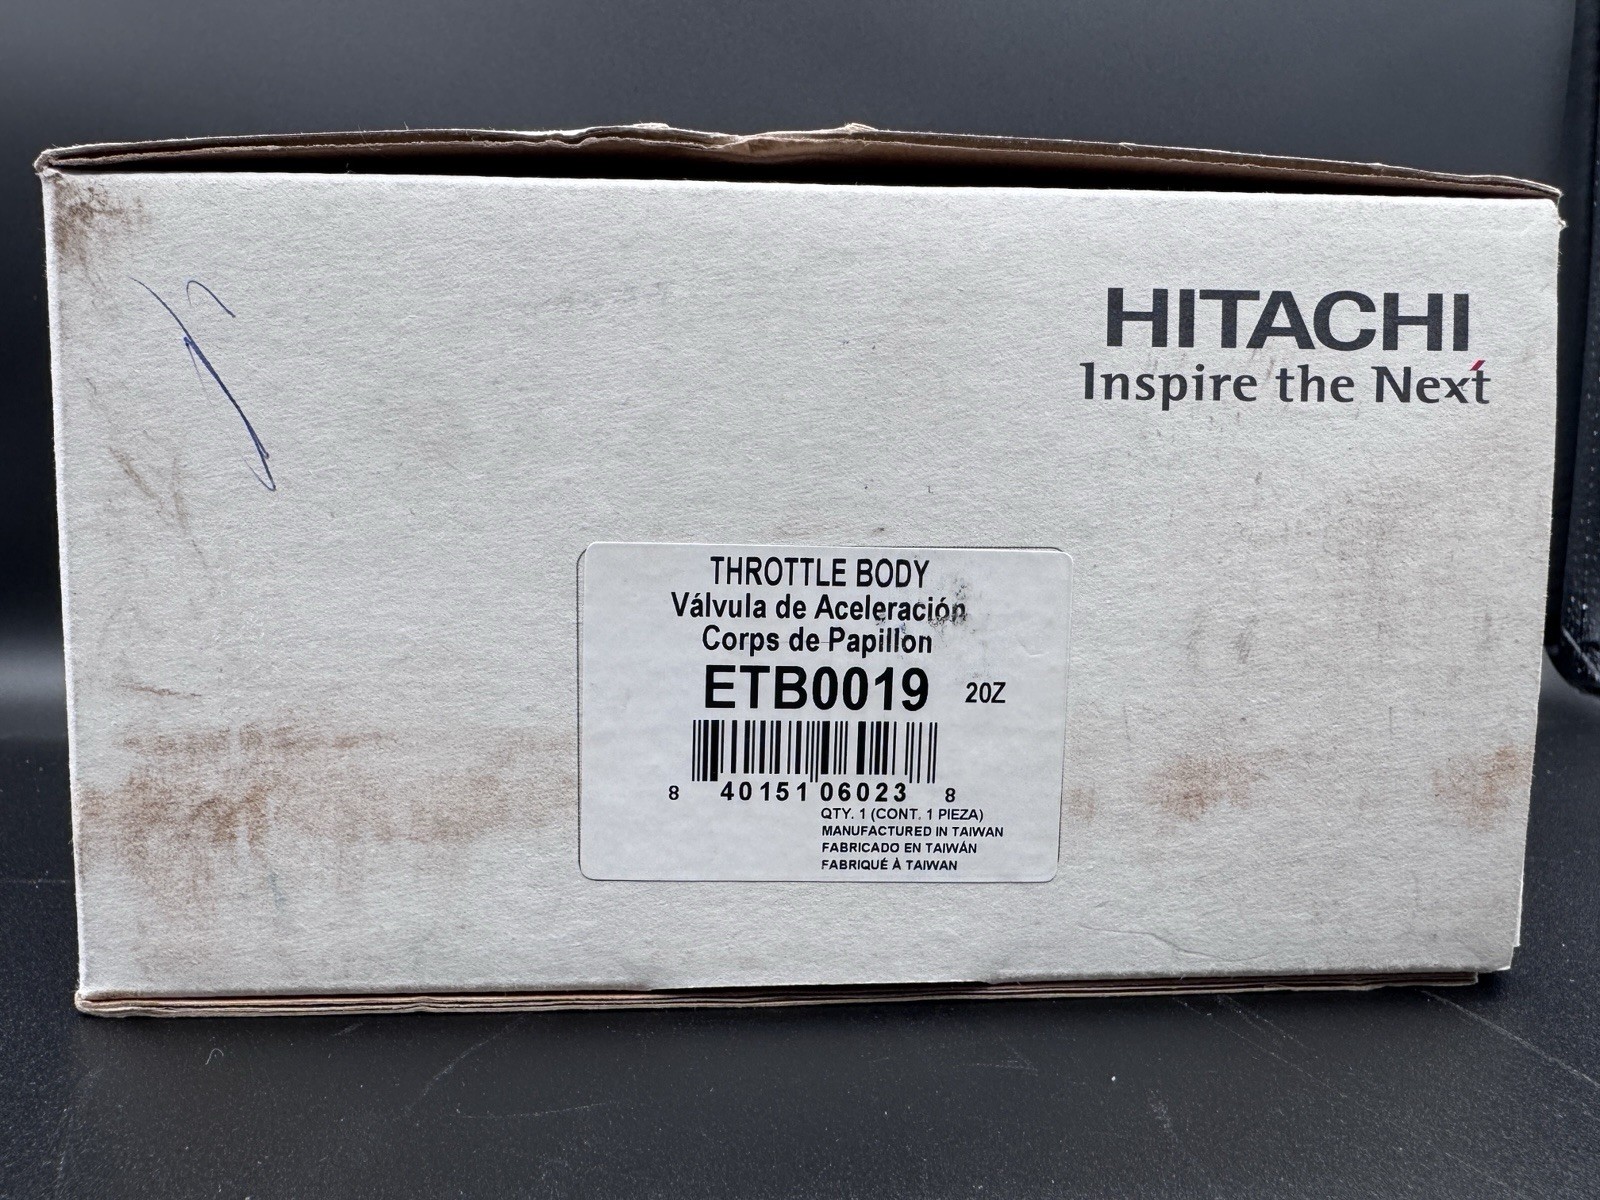 HITACHI
Inspire the Next
THROTTLE BODY
Válvula de Aceleración
Corps de Papillon
ETB0019 20Z
8 40151 06023 8
QTY. 1 (CONT. 1 PIEZA)
MANUFACTURED IN TAIWAN
FABRICADO EN TAIWÁN
FABRIQUÉ À TAIWAN